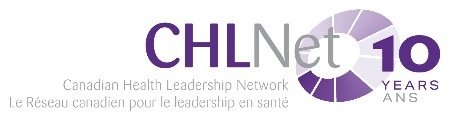 CHLNet 10
Canadian Health Leadership Network YEARS
Le Réseau canadien pour le leadership en santé ANS